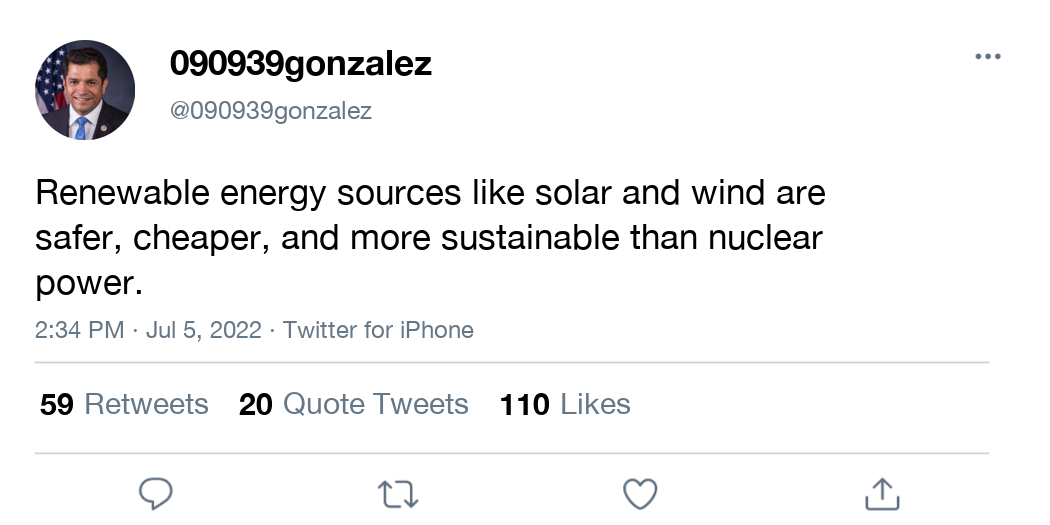 090939gonzalez
@090939gonzalez
Renewable energy sources like solar and wind are
safer, cheaper, and more sustainable than nuclear
power.
2:34 PM · Jul 5, 2022 · Twitter for iPhone
59 Retweets 20 Quote Tweets 110 Likes